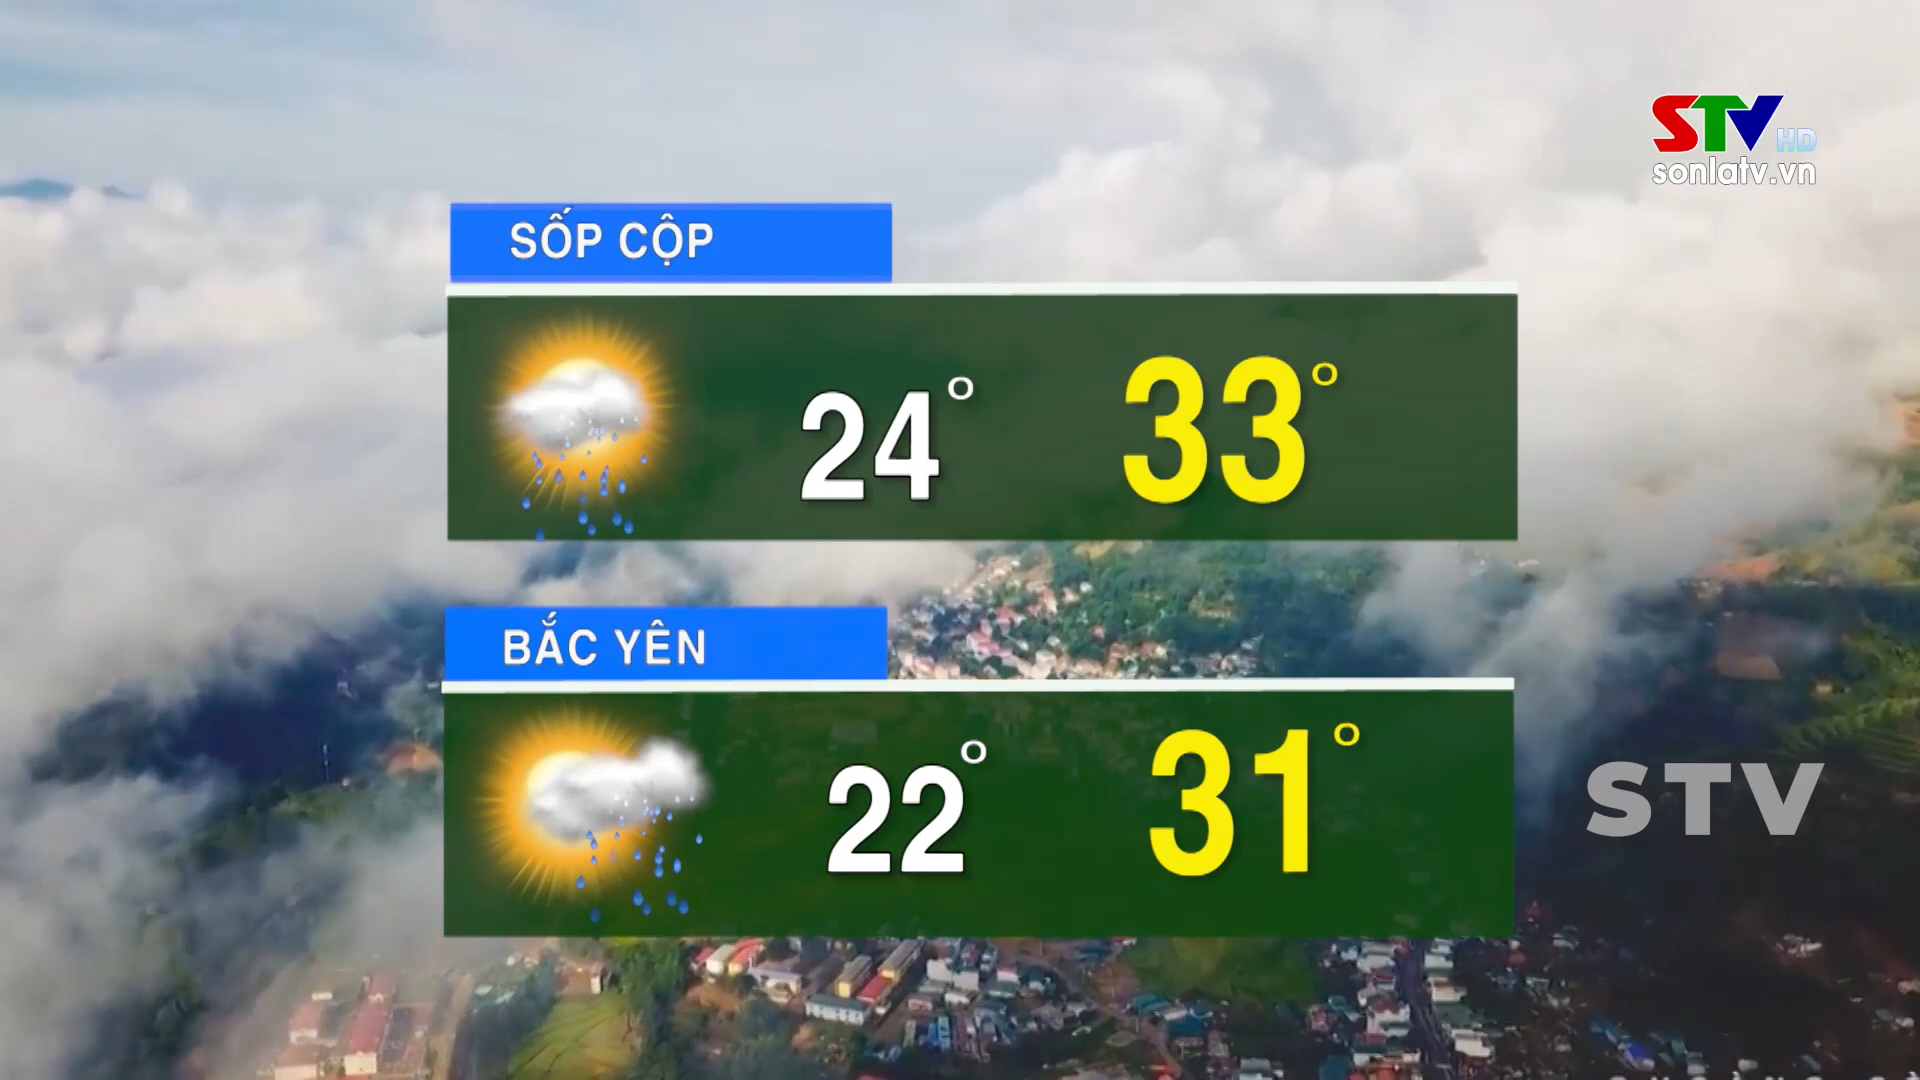 STV HD
sonlatv.vn
SỐP CỘP
24° 33°
BẮC YÊN
22° 31°
STV